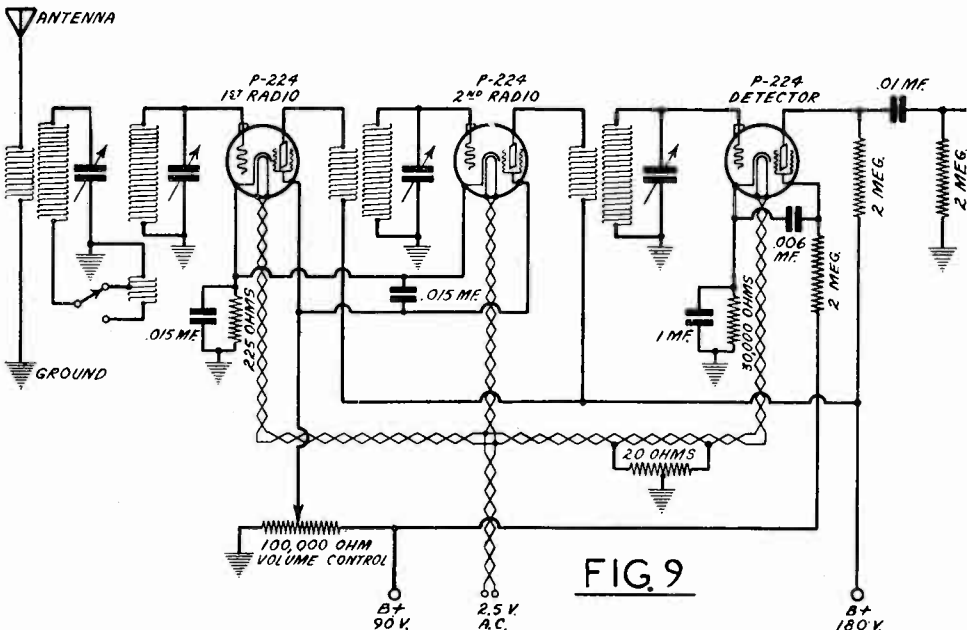 ANTENNA
P-224
1ST RADIO
P-224
2ND RADIO
P-224
DETECTOR
.01 MF.
2 MEG.
2 MEG.
.006
MF.
2 MEG.
.015 MF.
225 OHMS
.015 MF.
1 MF.
30,000 OHMS
GROUND
20 OHMS
100,000 OHM
VOLUME CONTROL
B+
90 V.
2.5 V.
A.C.
FIG. 9
B+
180 V.